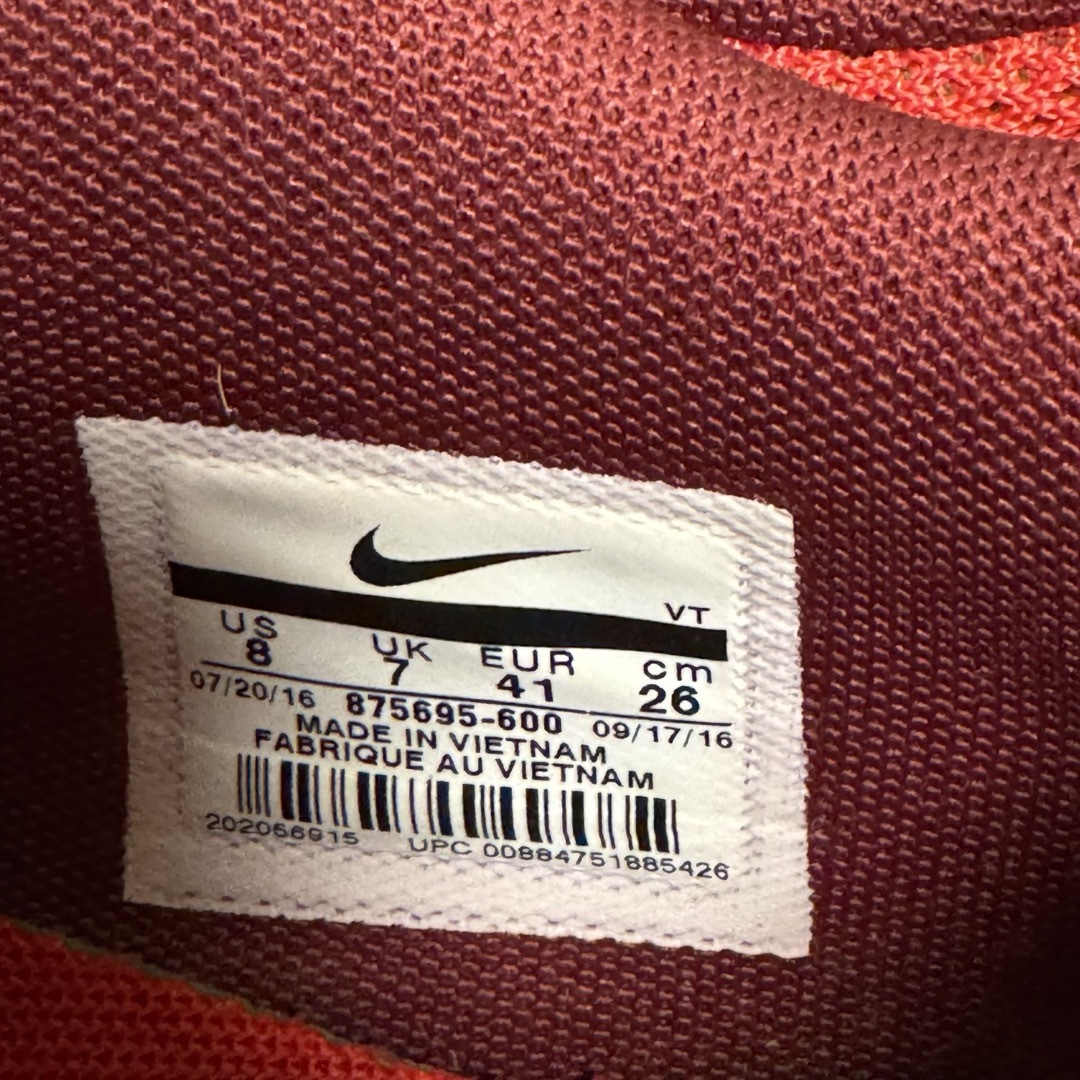 VT
US UK EUR cm
8 7 41 26
07/20/16 875695-600 09/17/16
MADE IN VIETNAM
FABRIQUE AU VIETNAM
202066915 UPC 00884751885426